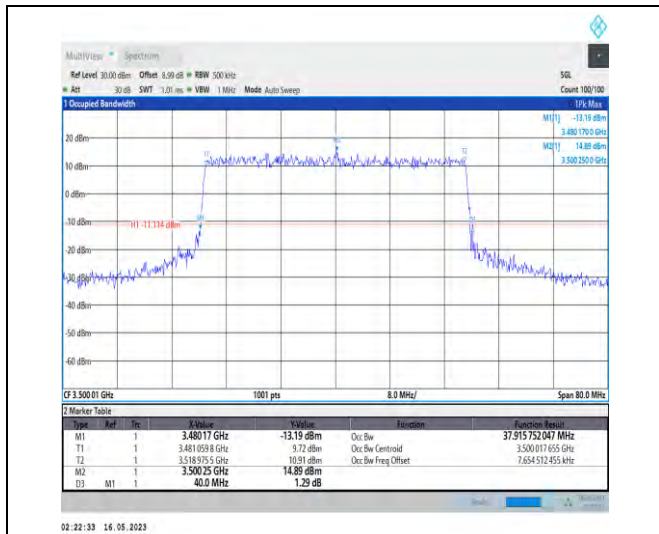 MultiView Spectrum
Ref Level 30.00 dBm Offset 8.99 dB RBW 500 kHz SGL
Att 30 dB SWT 1.01 ms VBW 1 MHz Mode Auto Sweep Count 100/100
1 Occupied Bandwidth 1Pk Max
M1[1] -13.19 dBm
3.480 170 0 GHz
M2[1] 14.89 dBm
3.500 250 0 GHz
20 dBm
10 dBm
0 dBm
-10 dBm
H1 -11.114 dBm
-20 dBm
-30 dBm
-40 dBm
-50 dBm
-60 dBm
CF 3.500 01 GHz 1001 pts 8.0 MHz/ Span 80.0 MHz
2 Marker Table
Type Ref Trc X-Value Y-Value Function Function Result
M1 1 3.48017 GHz -13.19 dBm Occ Bw 37.915 752 047 MHz
T1 1 3.481 059 8 GHz 9.72 dBm Occ Bw Centroid 3.500 017 655 GHz
T2 1 3.518 975 5 GHz 10.91 dBm Occ Bw Freq Offset 7.654 512 455 kHz
M2 1 3.50025 GHz 14.89 dBm
D3 M1 1 40.0 MHz 1.29 dB
02:22:33 16.05.2023